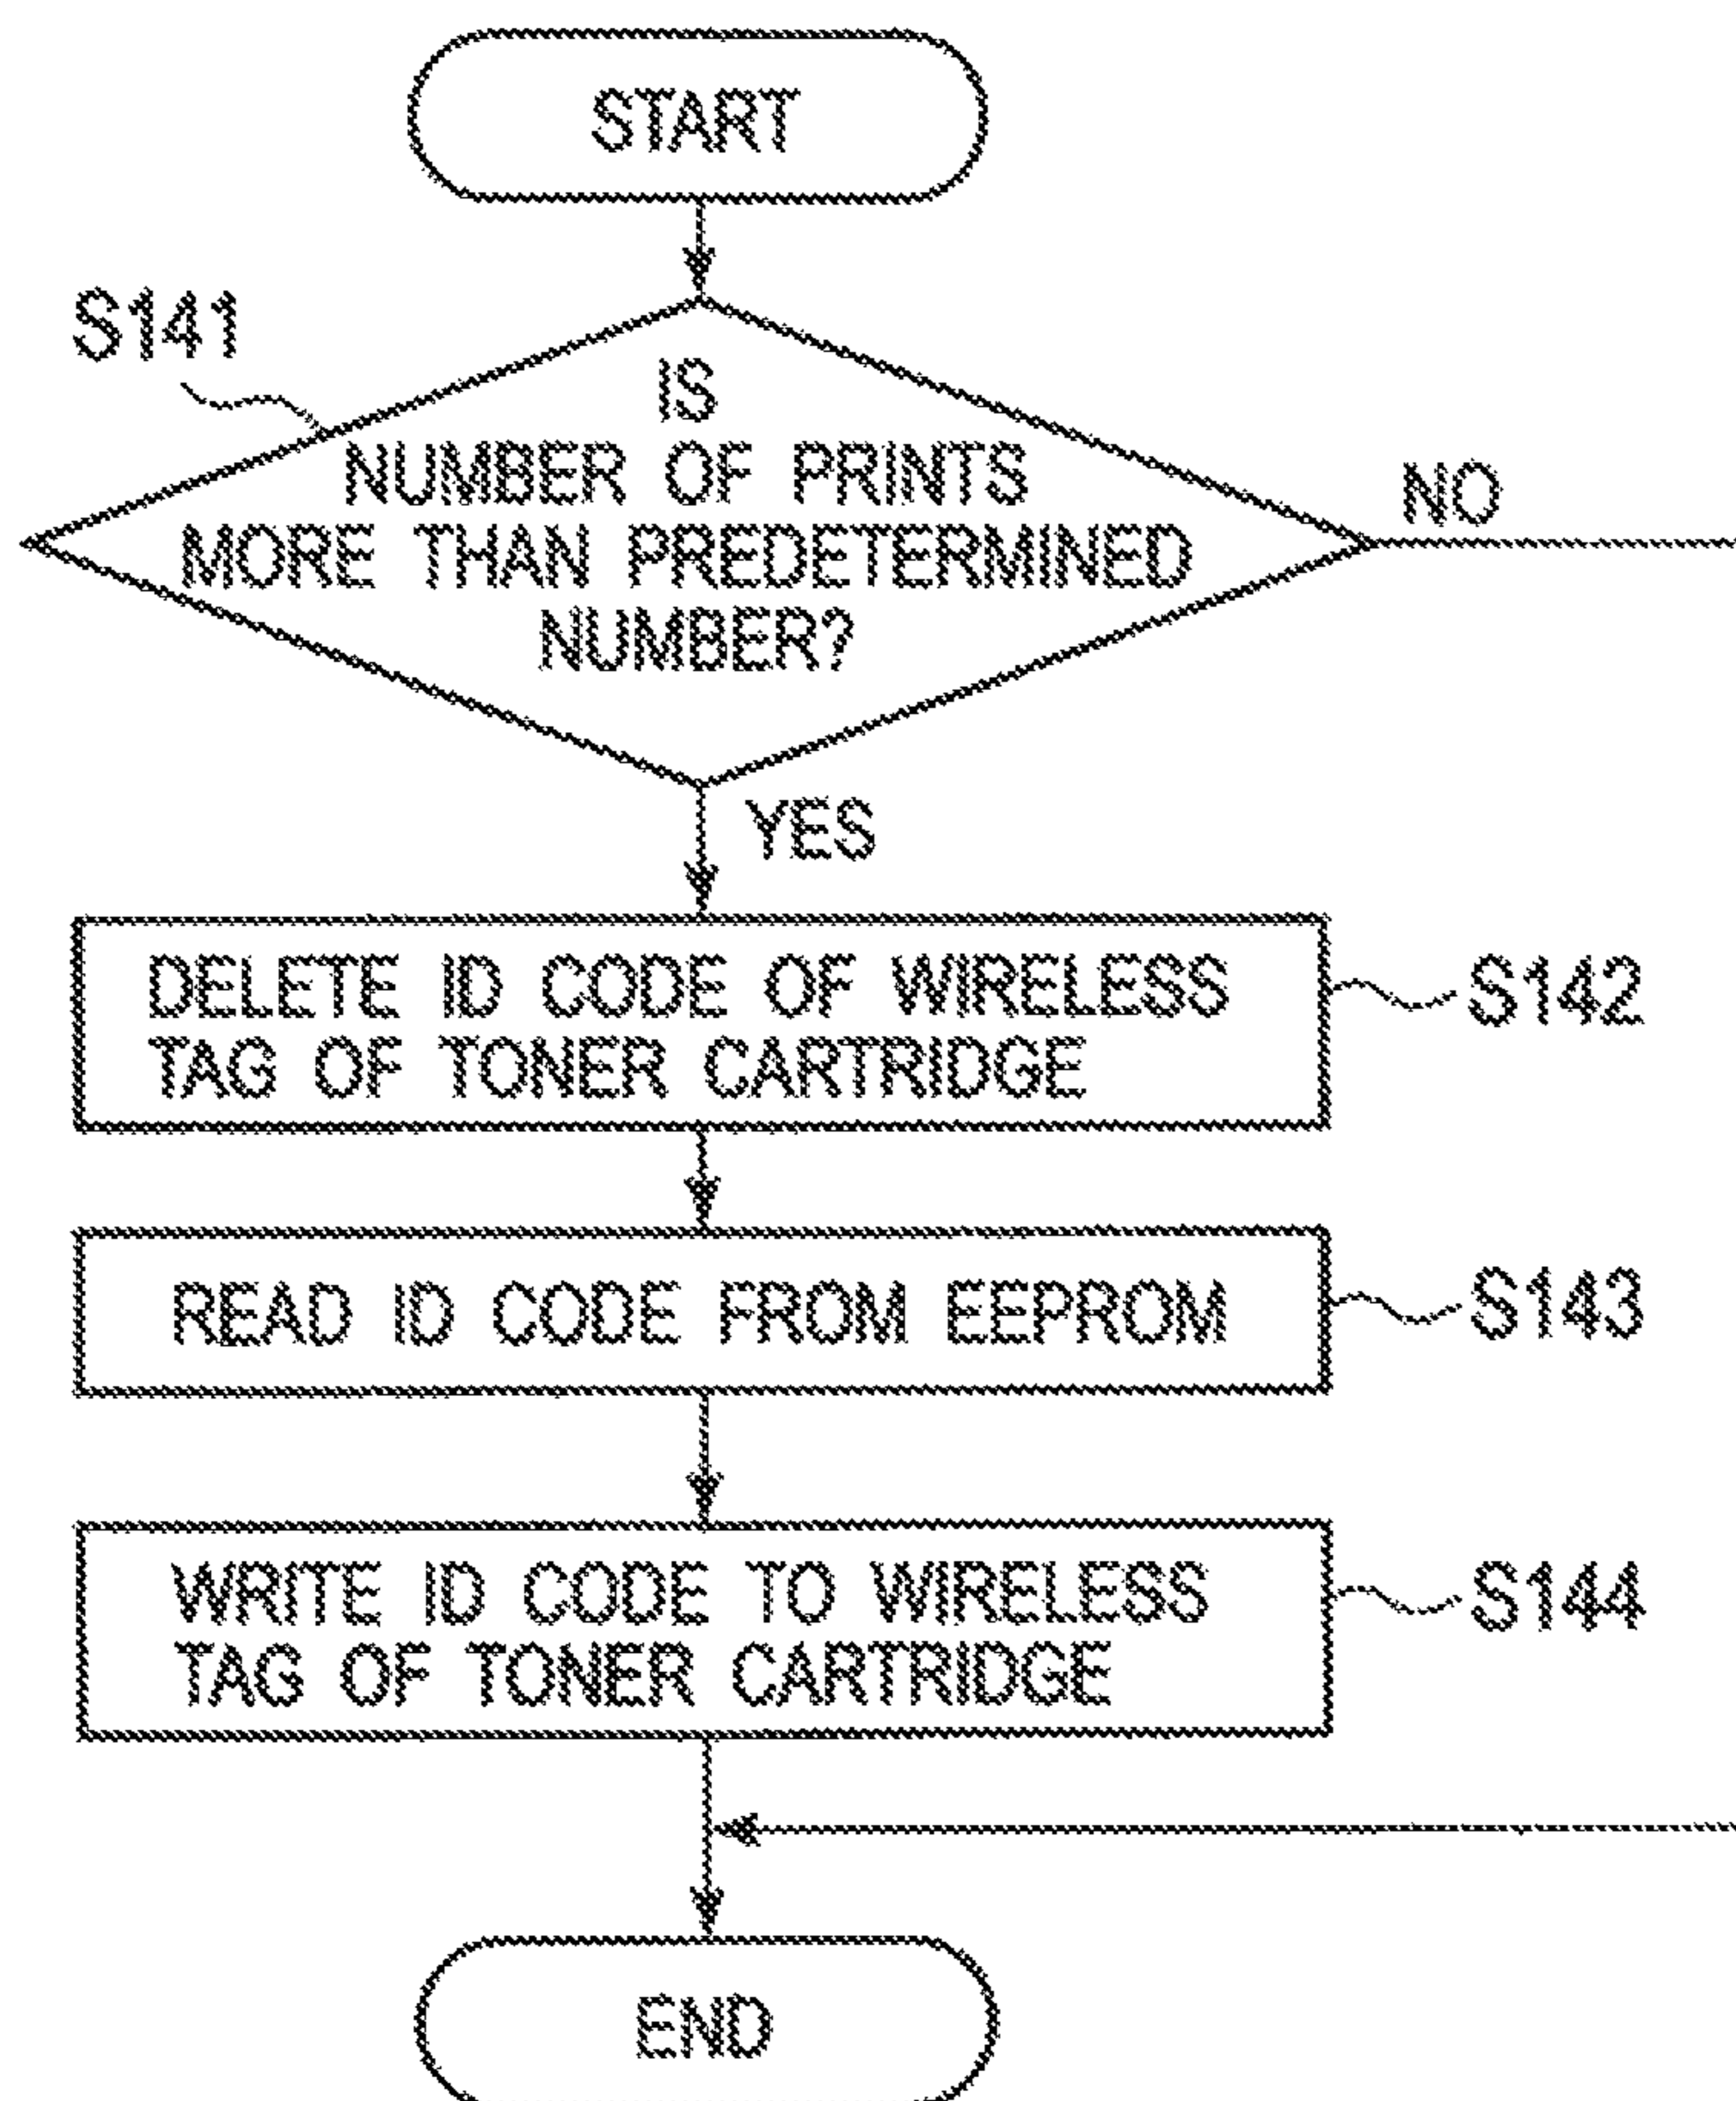 START
S141
IS
NUMBER OF PRINTS
MORE THAN PREDETERMINED
NUMBER?
NO
YES
DELETE ID CODE OF WIRELESS
TAG OF TONER CARTRIDGE
S142
READ ID CODE FROM EEPROM
S143
WRITE ID CODE TO WIRELESS
TAG OF TONER CARTRIDGE
S144
END